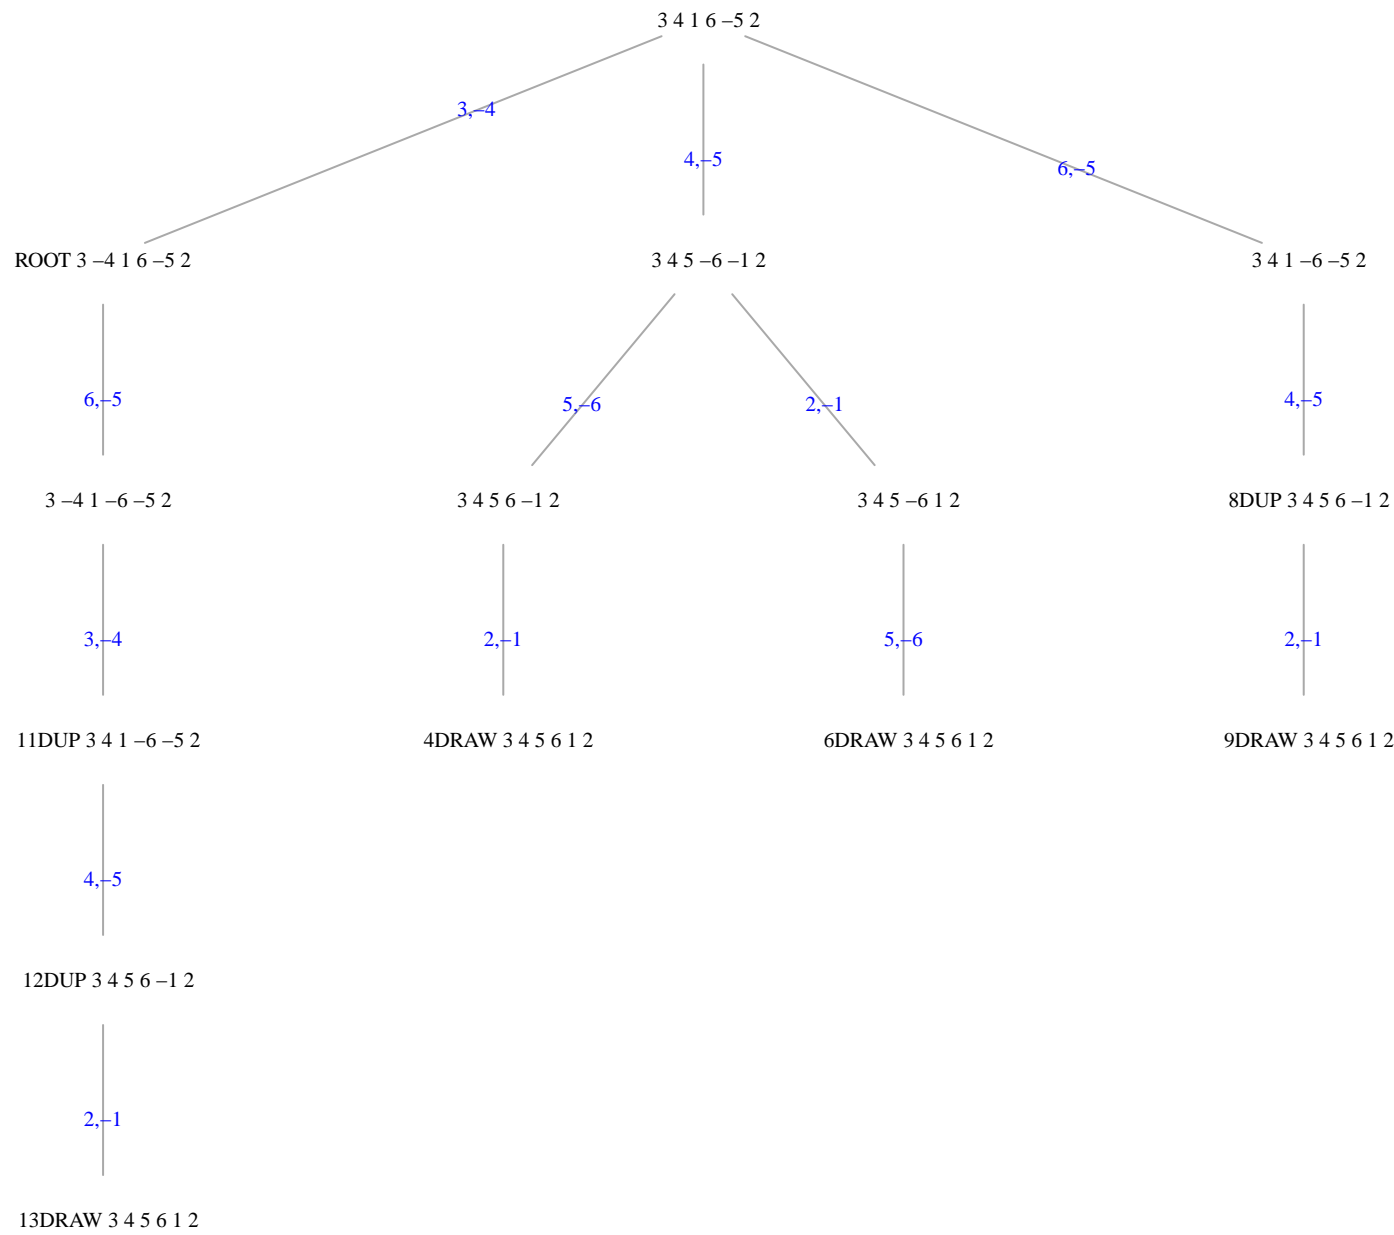 3 4 1 6 –5 2
3,–4
4,–5
6,–5
ROOT 3 –4 1 6 –5 2
3 4 5 –6 –1 2
3 4 1 –6 –5 2
6,–5
5,–6
2,–1
4,–5
3 –4 1 –6 –5 2
3 4 5 6 –1 2
3 4 5 –6 1 2
8DUP 3 4 5 6 –1 2
3,–4
2,–1
5,–6
2,–1
11DUP 3 4 1 –6 –5 2
4DRAW 3 4 5 6 1 2
6DRAW 3 4 5 6 1 2
9DRAW 3 4 5 6 1 2
4,–5
12DUP 3 4 5 6 –1 2
2,–1
13DRAW 3 4 5 6 1 2